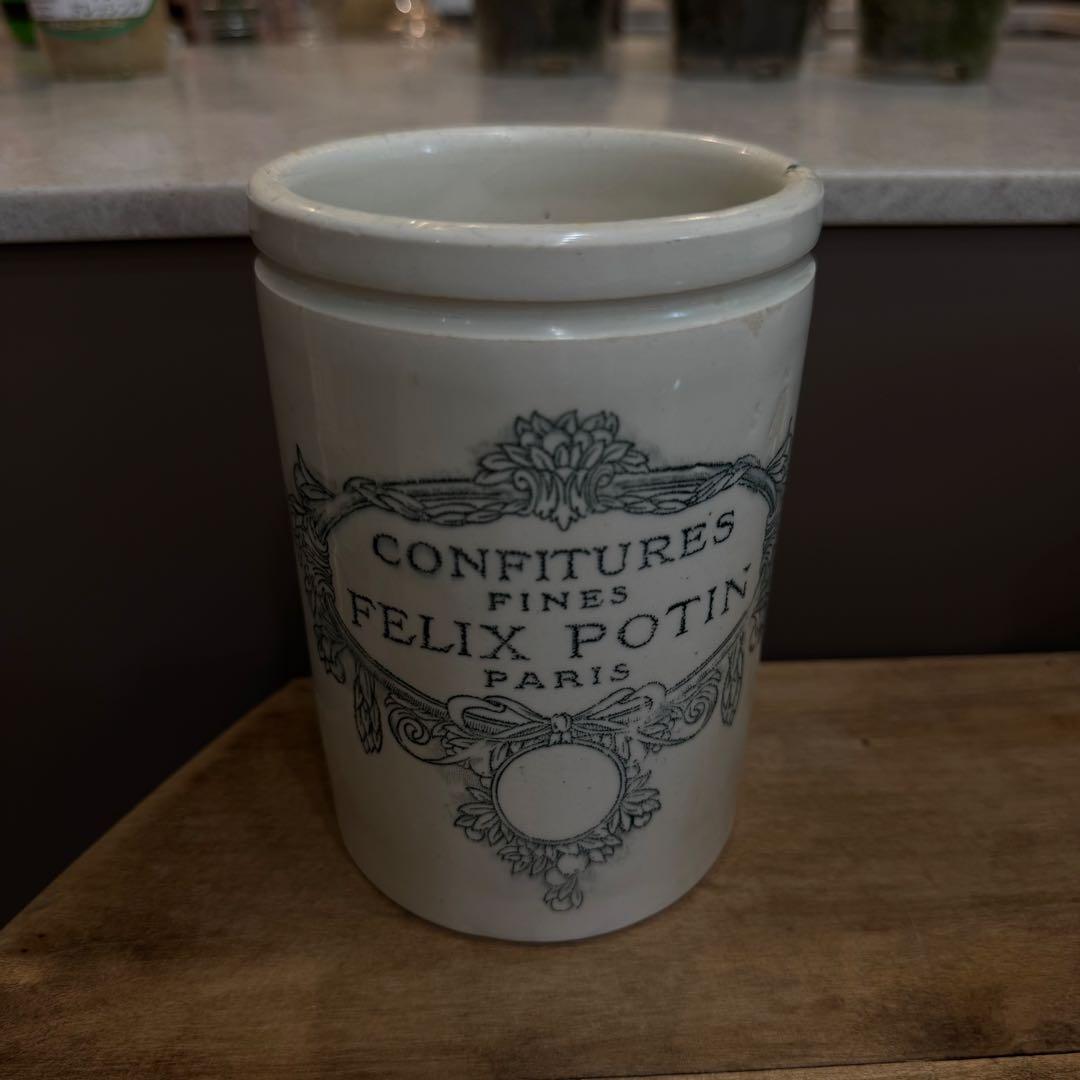 CONFITURES
FINES
FELIX POTIN
PARIS